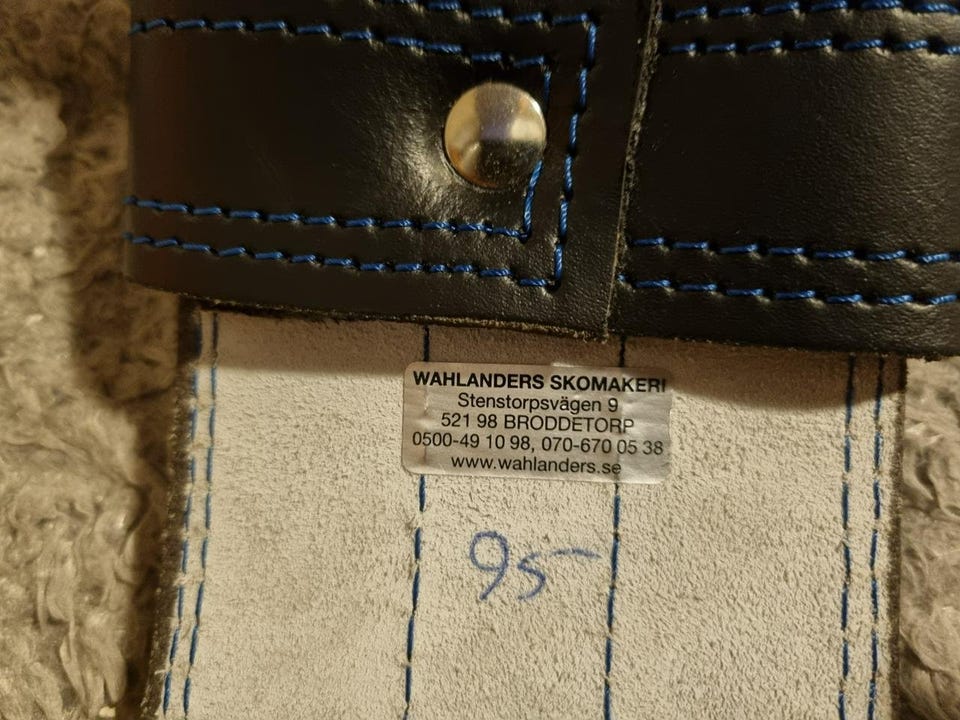 WAHLANDERS SKOMAKERI
Stenstorpsvägen 9
521 98 BRODDETORP
0500-49 10 98, 070-670 05 38
www.wahlanders.se
95-